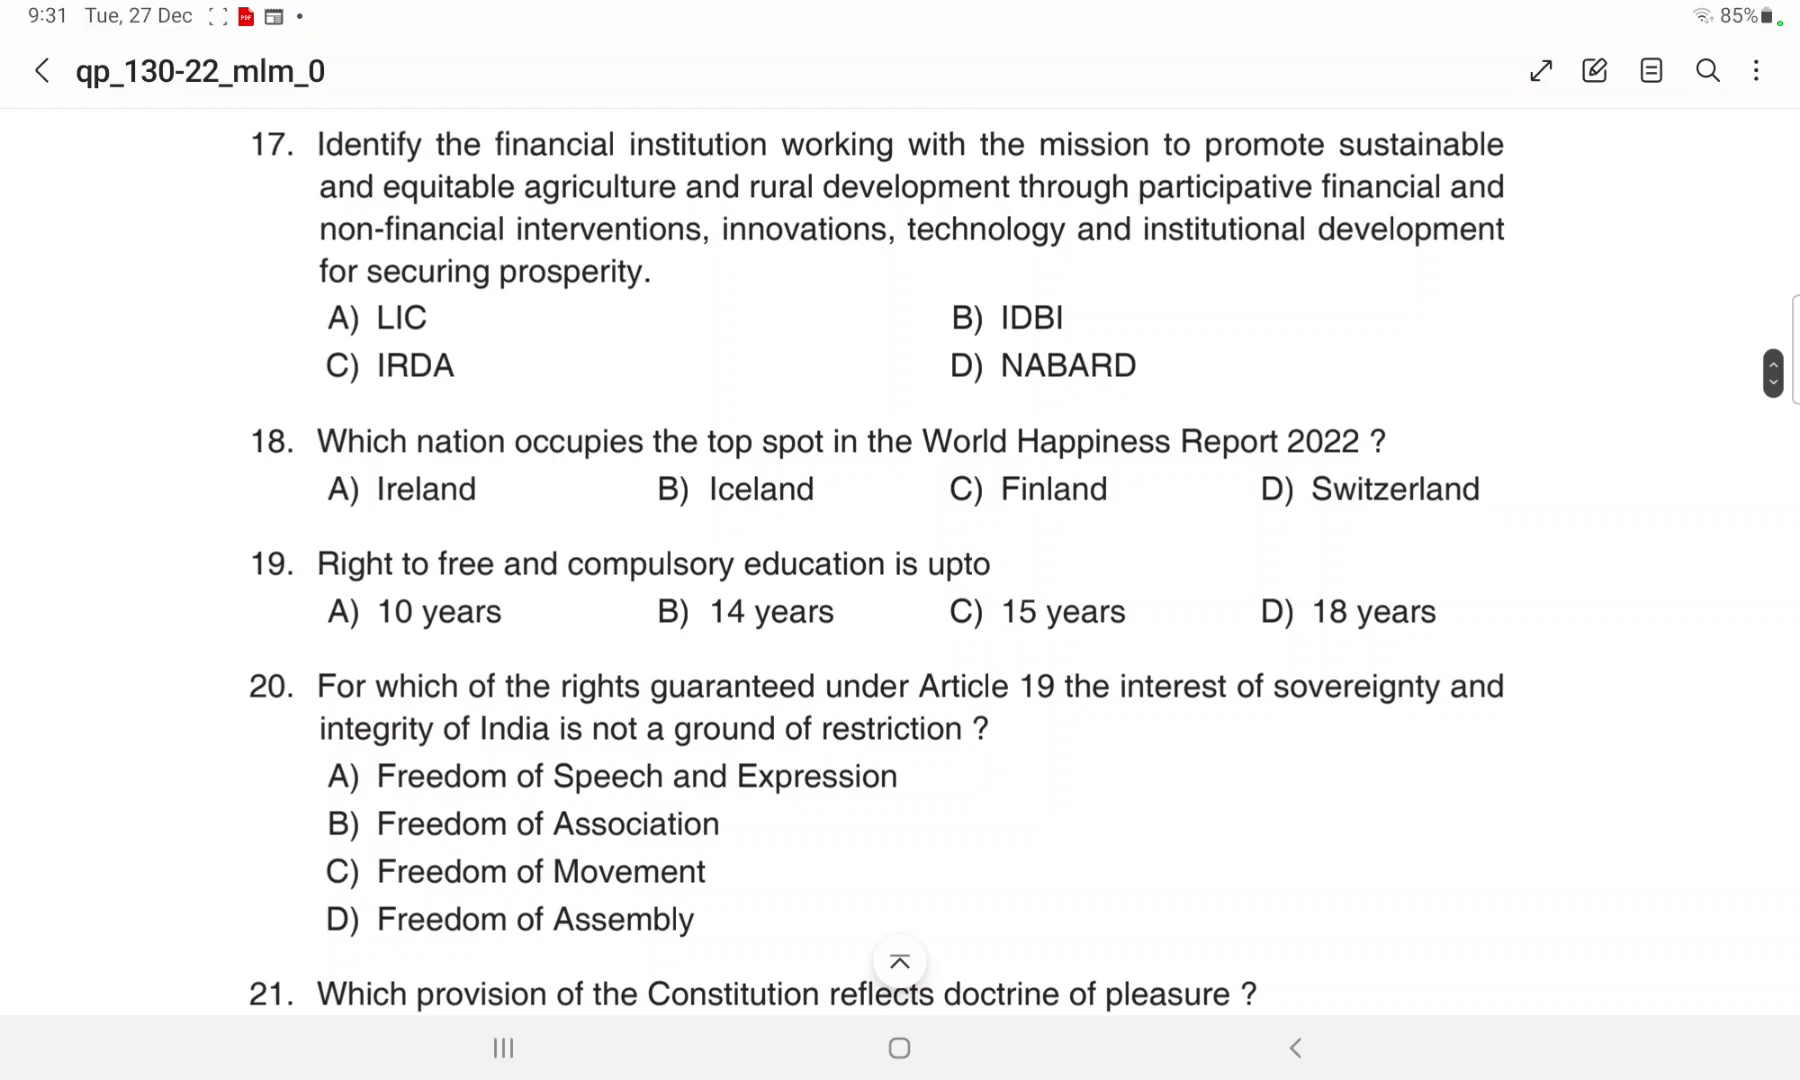 9:31 Tue, 27 Dec
85%
qp_130-22_mlm_0
17. Identify the financial institution working with the mission to promote sustainable
and equitable agriculture and rural development through participative financial and
non-financial interventions, innovations, technology and institutional development
for securing prosperity.
A) LIC B) IDBI
C) IRDA D) NABARD
18. Which nation occupies the top spot in the World Happiness Report 2022 ?
A) Ireland B) Iceland C) Finland D) Switzerland
19. Right to free and compulsory education is upto
A) 10 years B) 14 years C) 15 years D) 18 years
20. For which of the rights guaranteed under Article 19 the interest of sovereignty and
integrity of India is not a ground of restriction ?
A) Freedom of Speech and Expression
B) Freedom of Association
C) Freedom of Movement
D) Freedom of Assembly
21. Which provision of the Constitution reflects doctrine of pleasure ?